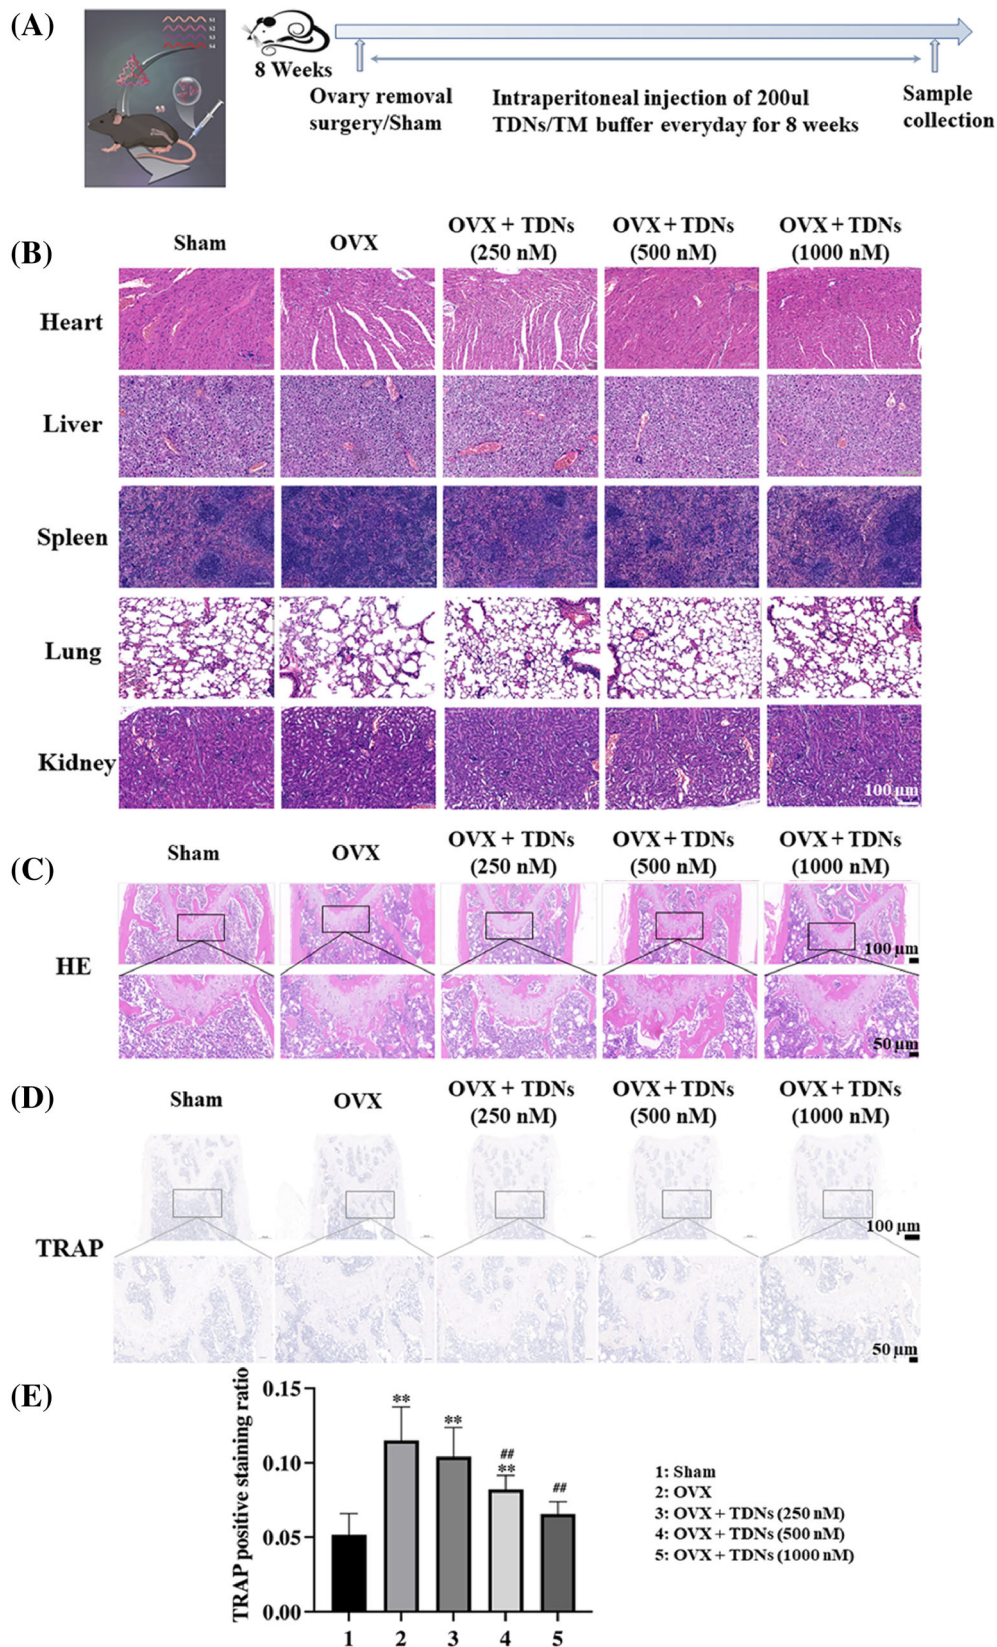 (A)
S1
S2
S3
S4
8 Weeks
Ovary removal
surgery/Sham
Intraperitoneal injection of 200ul
TDNs/TM buffer everyday for 8 weeks
Sample
collection
(B)
Sham
OVX
OVX + TDNs
(250 nM)
OVX + TDNs
(500 nM)
OVX + TDNs
(1000 nM)
Heart
Liver
Spleen
Lung
Kidney
100 μm
(C)
Sham
OVX
OVX + TDNs
(250 nM)
OVX + TDNs
(500 nM)
OVX + TDNs
(1000 nM)
HE
100 μm
50 μm
(D)
Sham
OVX
OVX + TDNs
(250 nM)
OVX + TDNs
(500 nM)
OVX + TDNs
(1000 nM)
TRAP
100 μm
50 μm
(E)
TRAP positive staining ratio
0.15
0.10
0.05
0.00
**
**
##
**
##
1 2 3 4 5
1: Sham
2: OVX
3: OVX + TDNs (250 nM)
4: OVX + TDNs (500 nM)
5: OVX + TDNs (1000 nM)